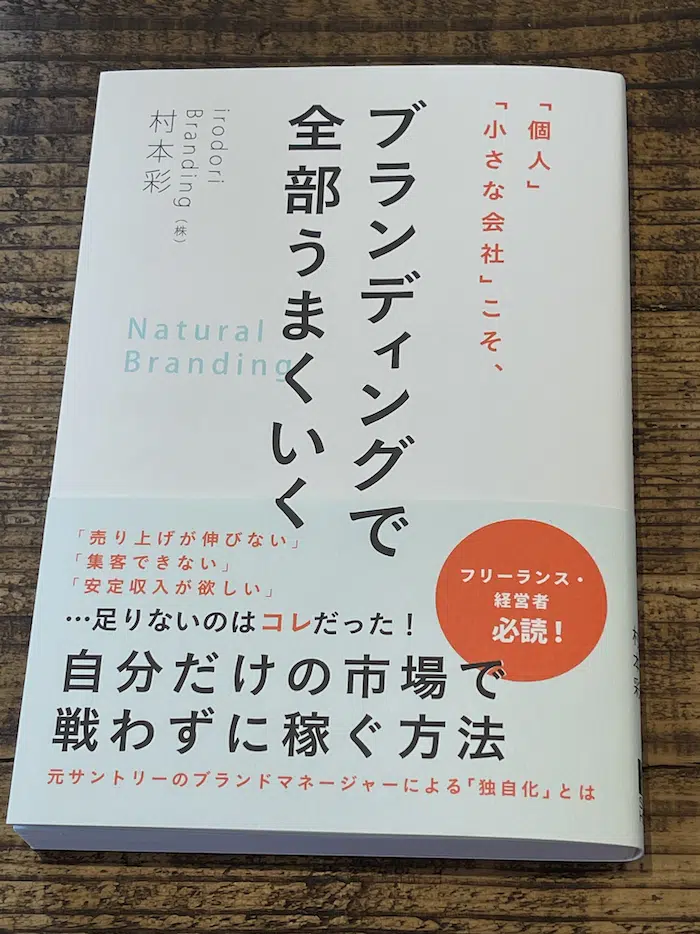 「個人」
「小さな会社」こそ、
ブランディングで
全部うまくいく
irodori
Branding(株)
村本彩
Natural
Branding
「売り上げが伸びない」
「集客できない」
「安定収入が欲しい」
…足りないのはコレだった！
フリーランス・
経営者
必読！
自分だけの市場で
戦わずに稼ぐ方法
元サントリーのブランドマネージャーによる「独自化」とは
村本彩